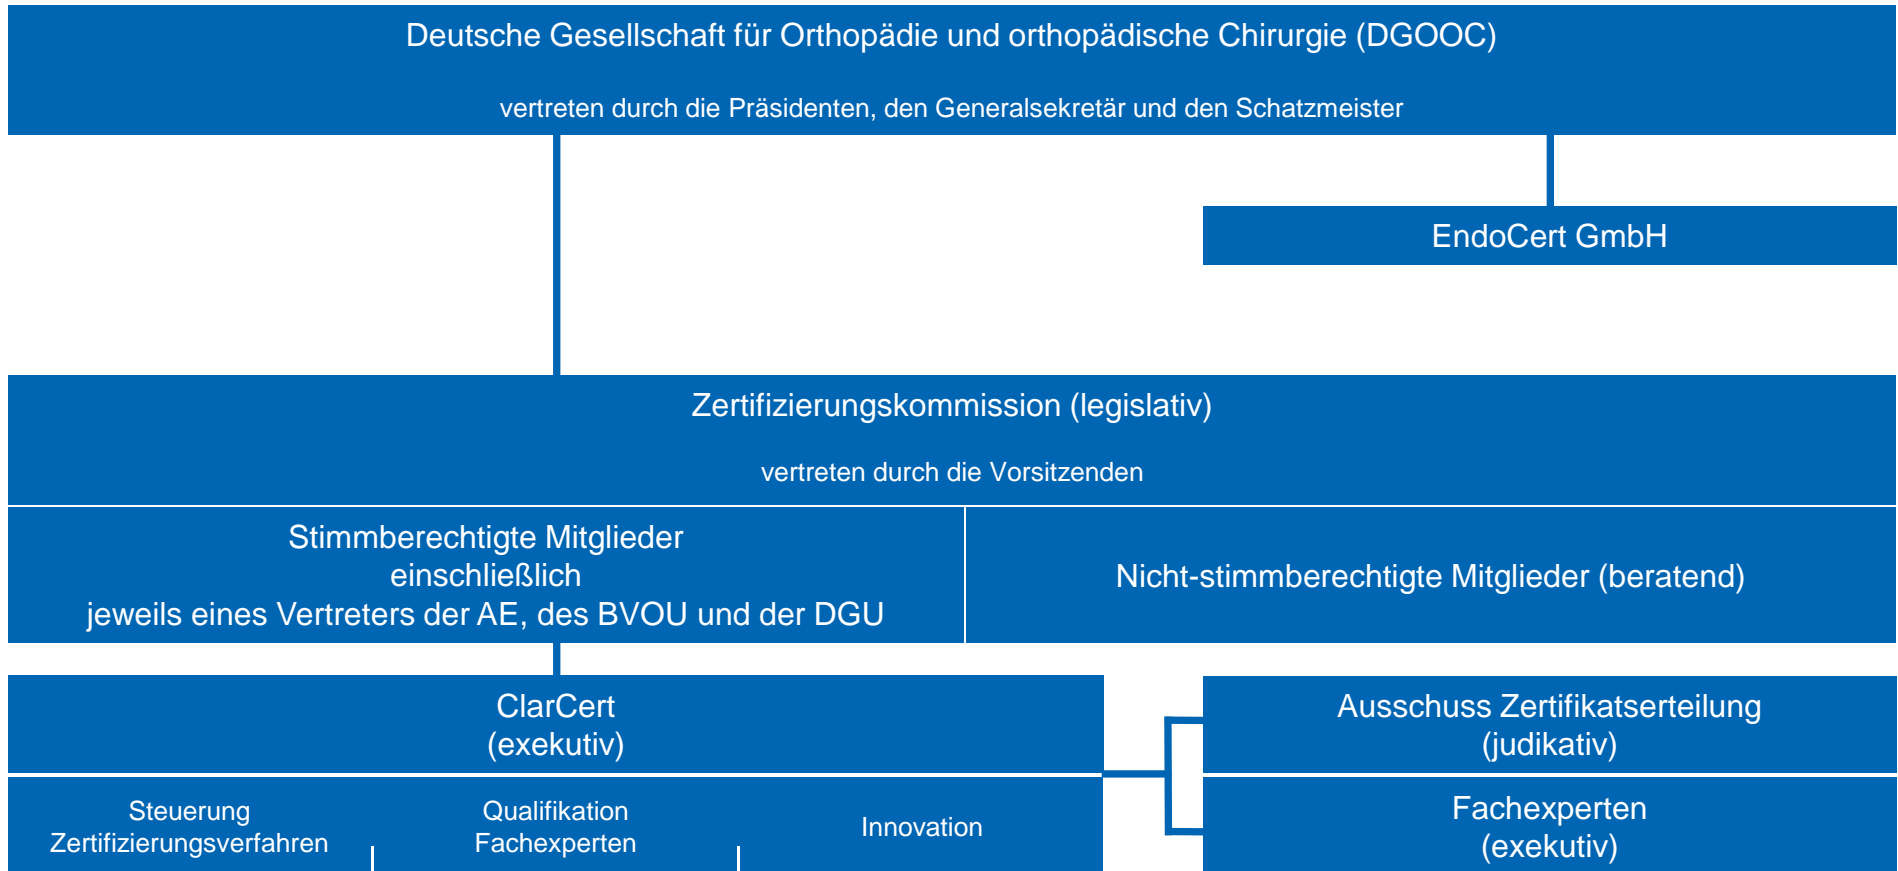 Deutsche Gesellschaft für Orthopädie und orthopädische Chirurgie (DGOOC)
vertreten durch die Präsidenten, den Generalsekretär und den Schatzmeister
EndoCert GmbH
Zertifizierungskommission (legislativ)
vertreten durch die Vorsitzenden
Stimmberechtigte Mitglieder
einschließlich
jeweils eines Vertreters der AE, des BVOU und der DGU
Nicht-stimmberechtigte Mitglieder (beratend)
ClarCert
(exekutiv)
Steuerung
Zertifizierungsverfahren
Qualifikation
Fachexperten
Innovation
Ausschuss Zertifikatserteilung
(judikativ)
Fachexperten
(exekutiv)